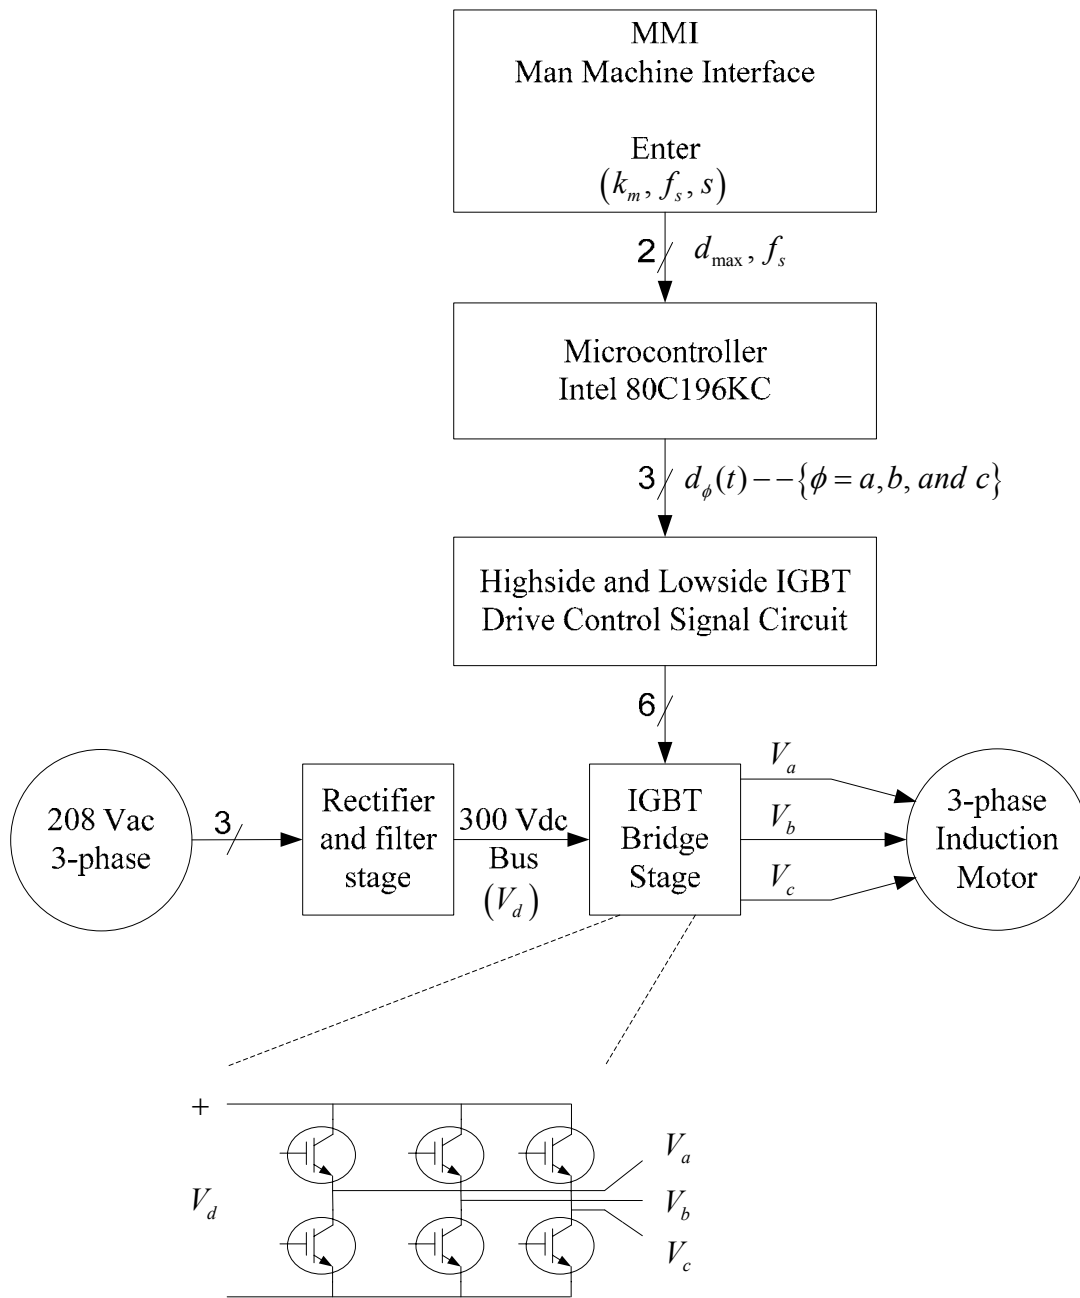 MMI
Man Machine Interface
Enter
(k_m, f_s, s)
2 d_max, f_s
Microcontroller
Intel 80C196KC
3 d_ϕ(t) −− {ϕ = a, b, and c}
Highside and Lowside IGBT
Drive Control Signal Circuit
6
208 Vac
3-phase
3
Rectifier
and filter
stage
300 Vdc
Bus
(V_d)
IGBT
Bridge
Stage
V_a
V_b
V_c
3-phase
Induction
Motor
+
V_d
V_a
V_b
V_c